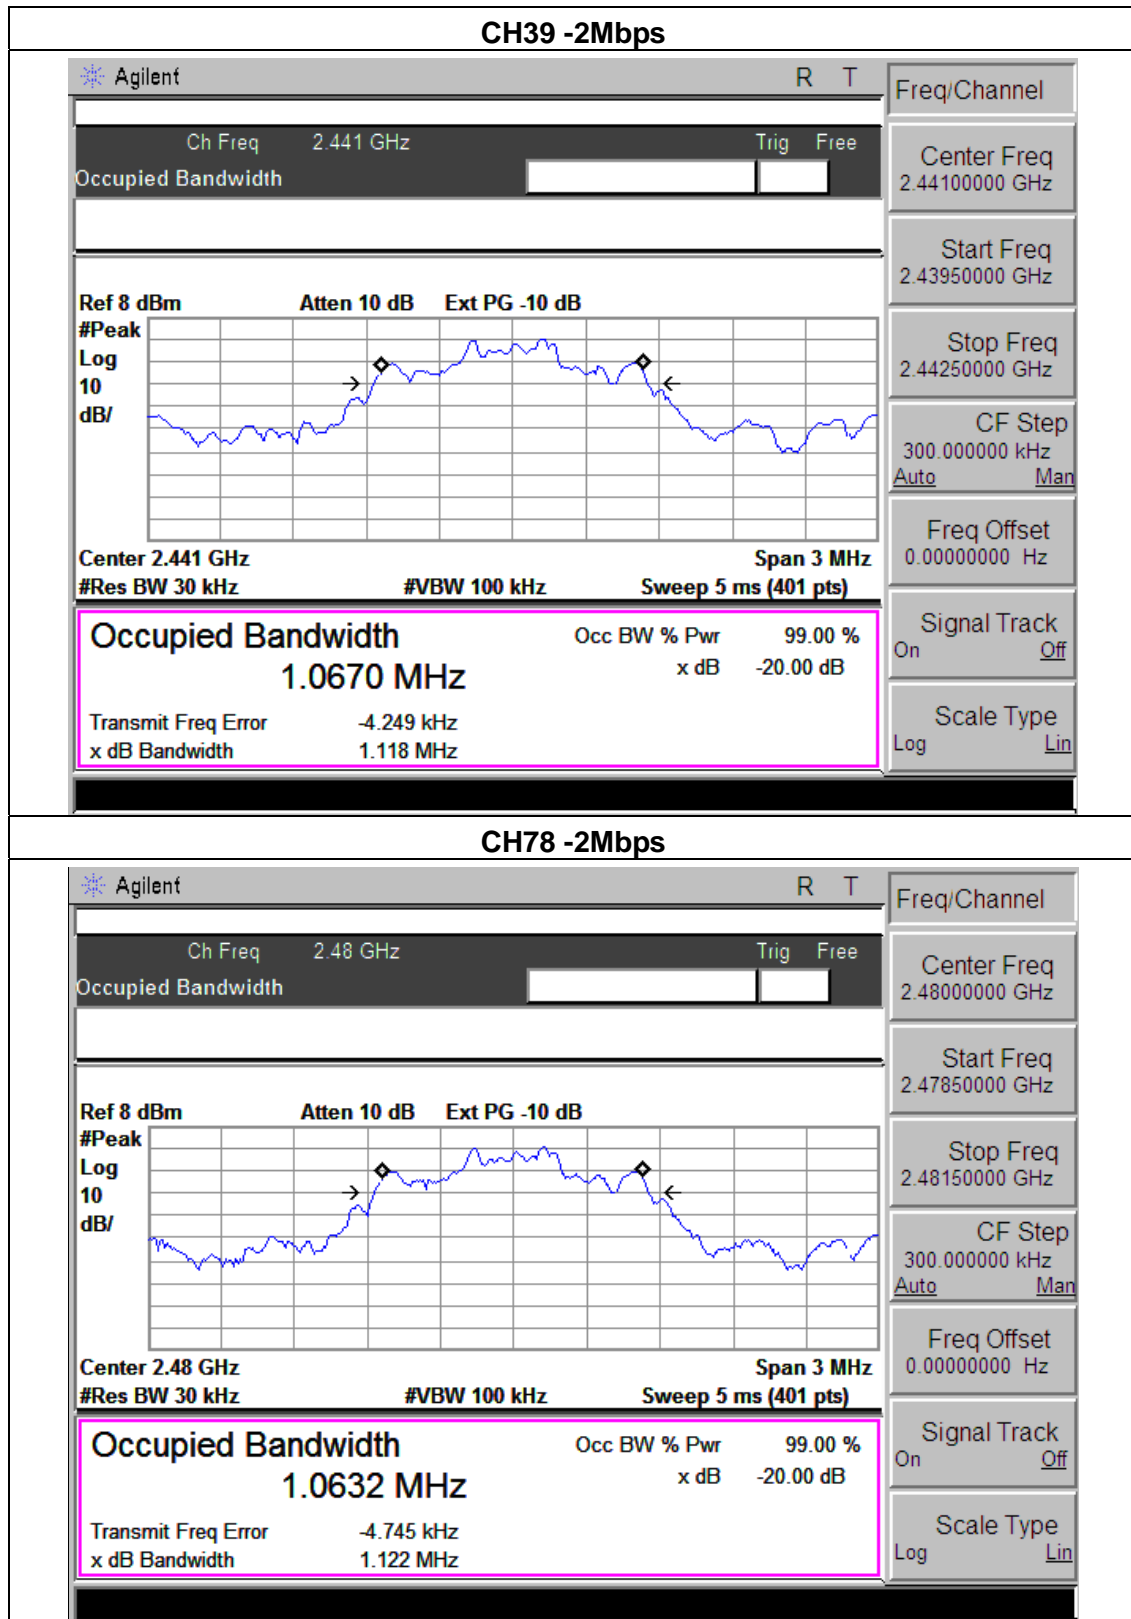 CH39 -2Mbps
Agilent R T
Freq/Channel
Ch Freq 2.441 GHz Trig Free
Occupied Bandwidth
Center Freq
2.44100000 GHz
Start Freq
2.43950000 GHz
Stop Freq
2.44250000 GHz
CF Step
300.000000 kHz
Auto Man
Freq Offset
0.00000000 Hz
Signal Track
On Off
Scale Type
Log Lin
Ref 8 dBm Atten 10 dB Ext PG -10 dB
#Peak
Log
10
dB/
Center 2.441 GHz Span 3 MHz
#Res BW 30 kHz #VBW 100 kHz Sweep 5 ms (401 pts)
Occupied Bandwidth Occ BW % Pwr 99.00 %
1.0670 MHz x dB -20.00 dB
Transmit Freq Error -4.249 kHz
x dB Bandwidth 1.118 MHz
CH78 -2Mbps
Agilent R T
Freq/Channel
Ch Freq 2.48 GHz Trig Free
Occupied Bandwidth
Center Freq
2.48000000 GHz
Start Freq
2.47850000 GHz
Stop Freq
2.48150000 GHz
CF Step
300.000000 kHz
Auto Man
Freq Offset
0.00000000 Hz
Signal Track
On Off
Scale Type
Log Lin
Ref 8 dBm Atten 10 dB Ext PG -10 dB
#Peak
Log
10
dB/
Center 2.48 GHz Span 3 MHz
#Res BW 30 kHz #VBW 100 kHz Sweep 5 ms (401 pts)
Occupied Bandwidth Occ BW % Pwr 99.00 %
1.0632 MHz x dB -20.00 dB
Transmit Freq Error -4.745 kHz
x dB Bandwidth 1.122 MHz